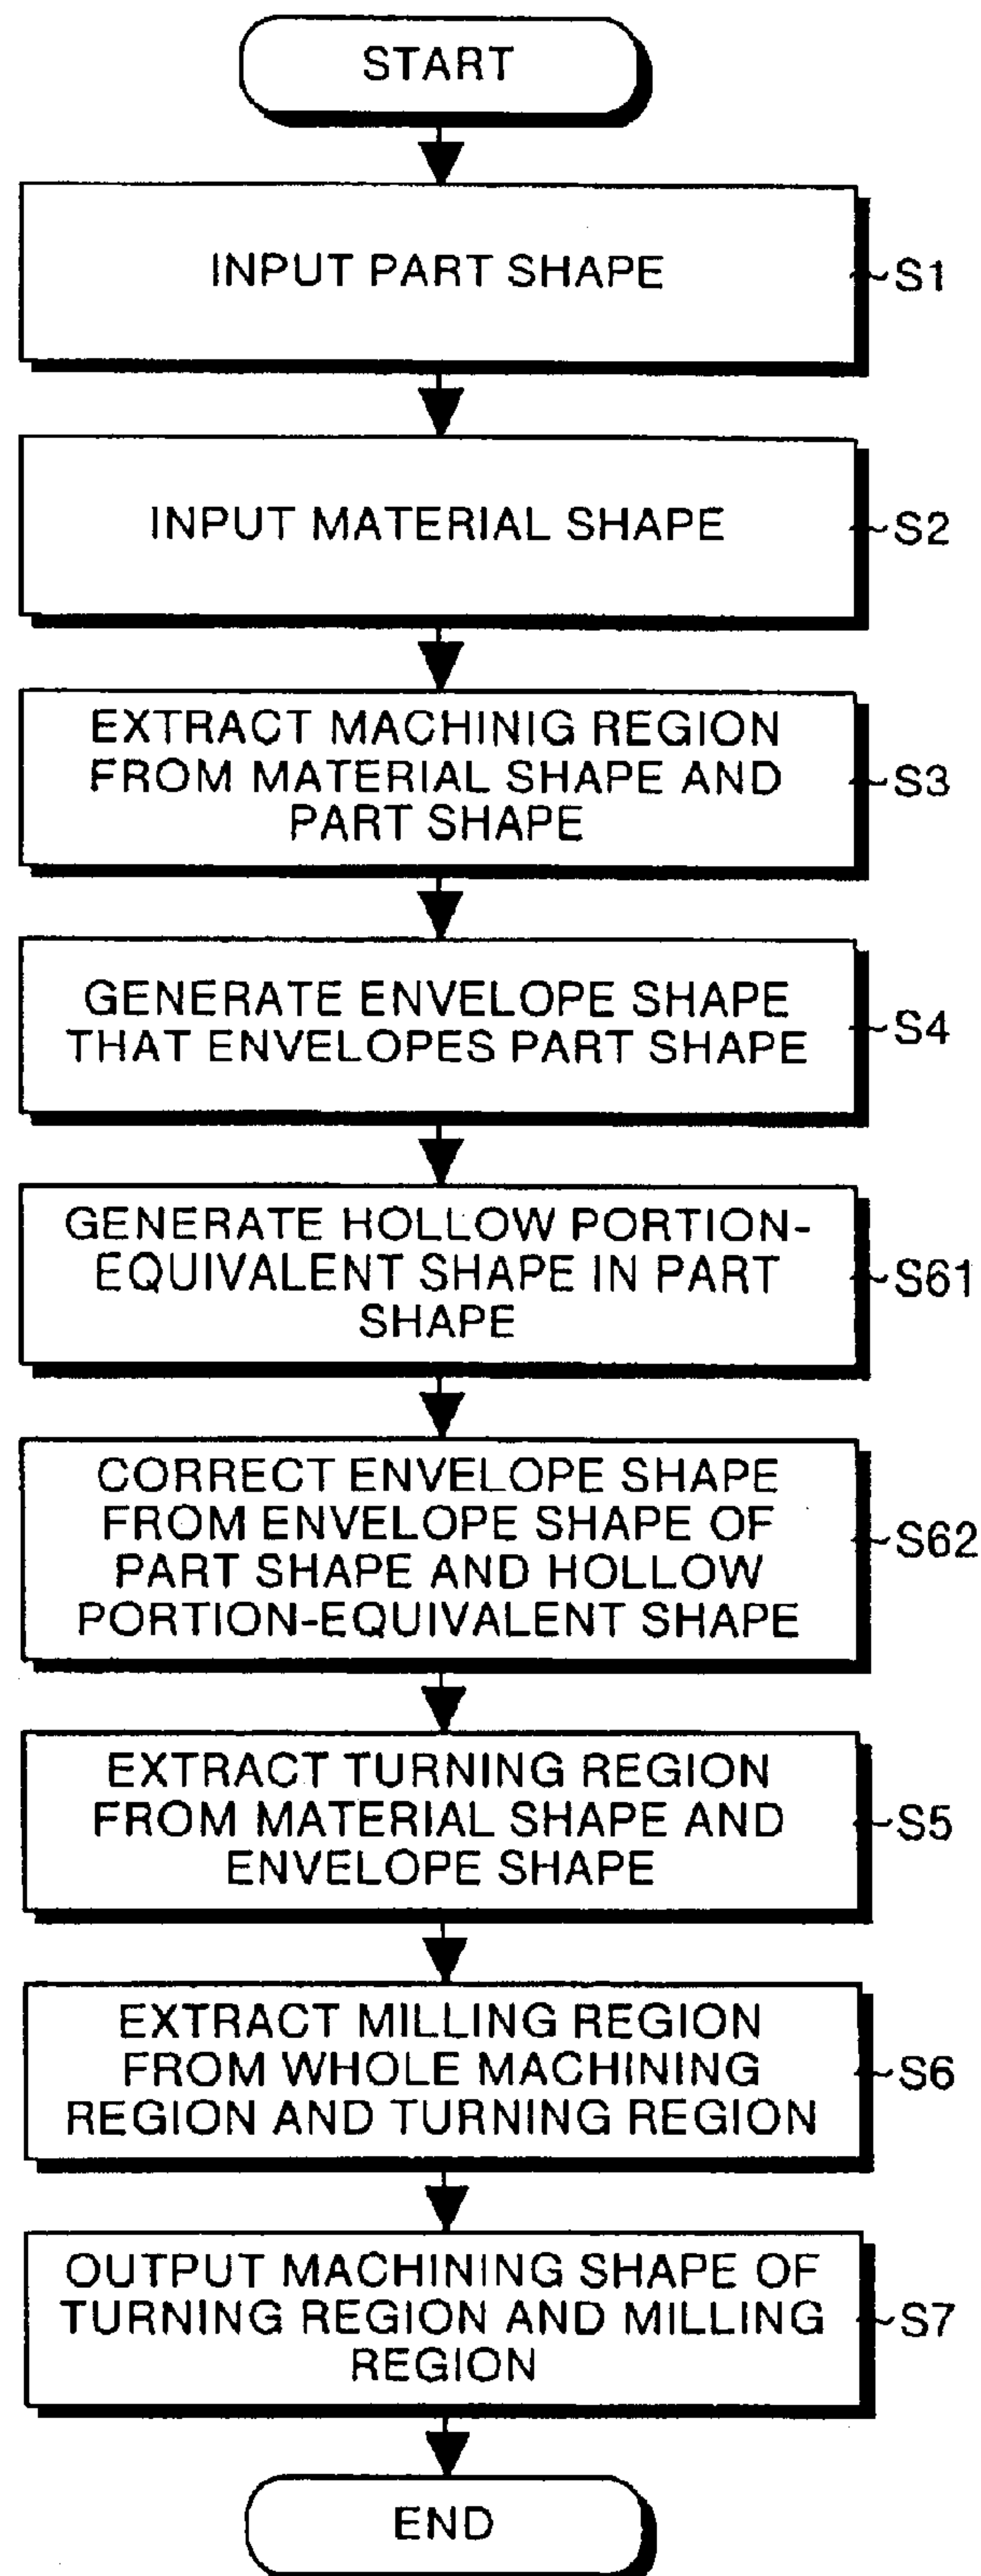 START
INPUT PART SHAPE
S1
INPUT MATERIAL SHAPE
S2
EXTRACT MACHINIG REGION
FROM MATERIAL SHAPE AND
PART SHAPE
S3
GENERATE ENVELOPE SHAPE
THAT ENVELOPES PART SHAPE
S4
GENERATE HOLLOW PORTION-
EQUIVALENT SHAPE IN PART
SHAPE
S61
CORRECT ENVELOPE SHAPE
FROM ENVELOPE SHAPE OF
PART SHAPE AND HOLLOW
PORTION-EQUIVALENT SHAPE
S62
EXTRACT TURNING REGION
FROM MATERIAL SHAPE AND
ENVELOPE SHAPE
S5
EXTRACT MILLING REGION
FROM WHOLE MACHINING
REGION AND TURNING REGION
S6
OUTPUT MACHINING SHAPE OF
TURNING REGION AND MILLING
REGION
S7
END